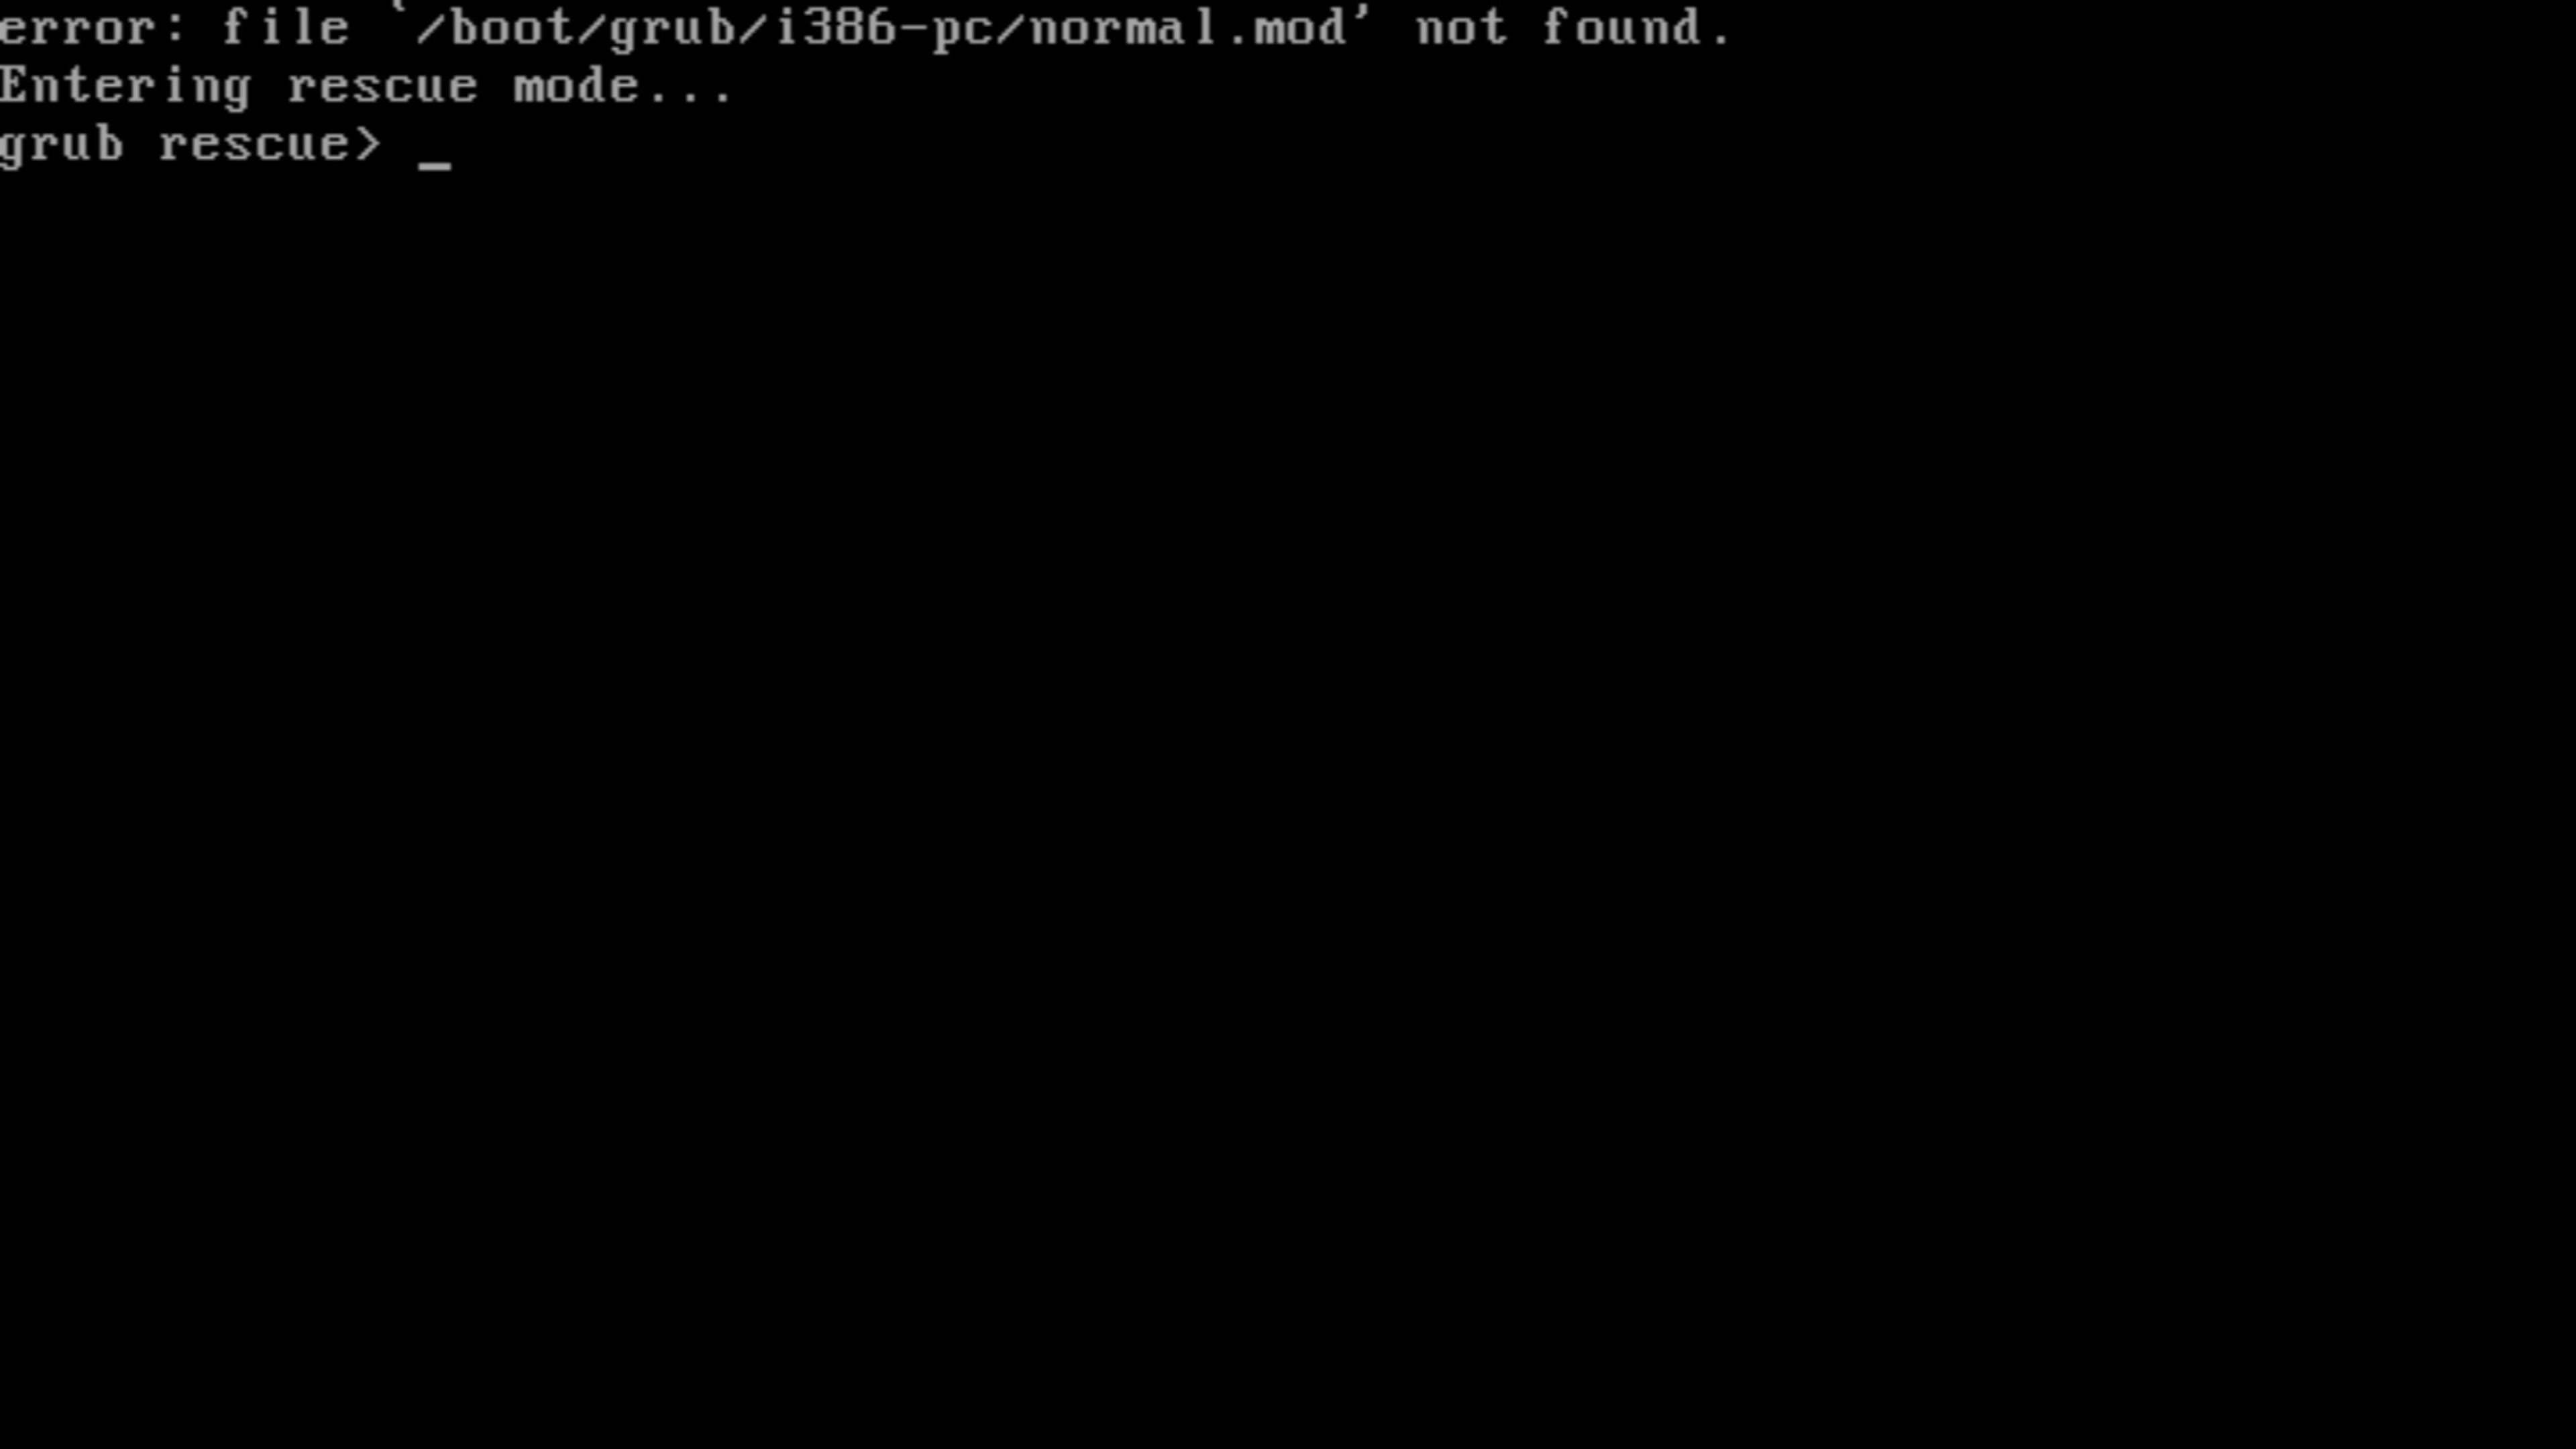 error: file `/boot/grub/i386-pc/normal.mod' not found.
Entering rescue mode...
grub rescue> _